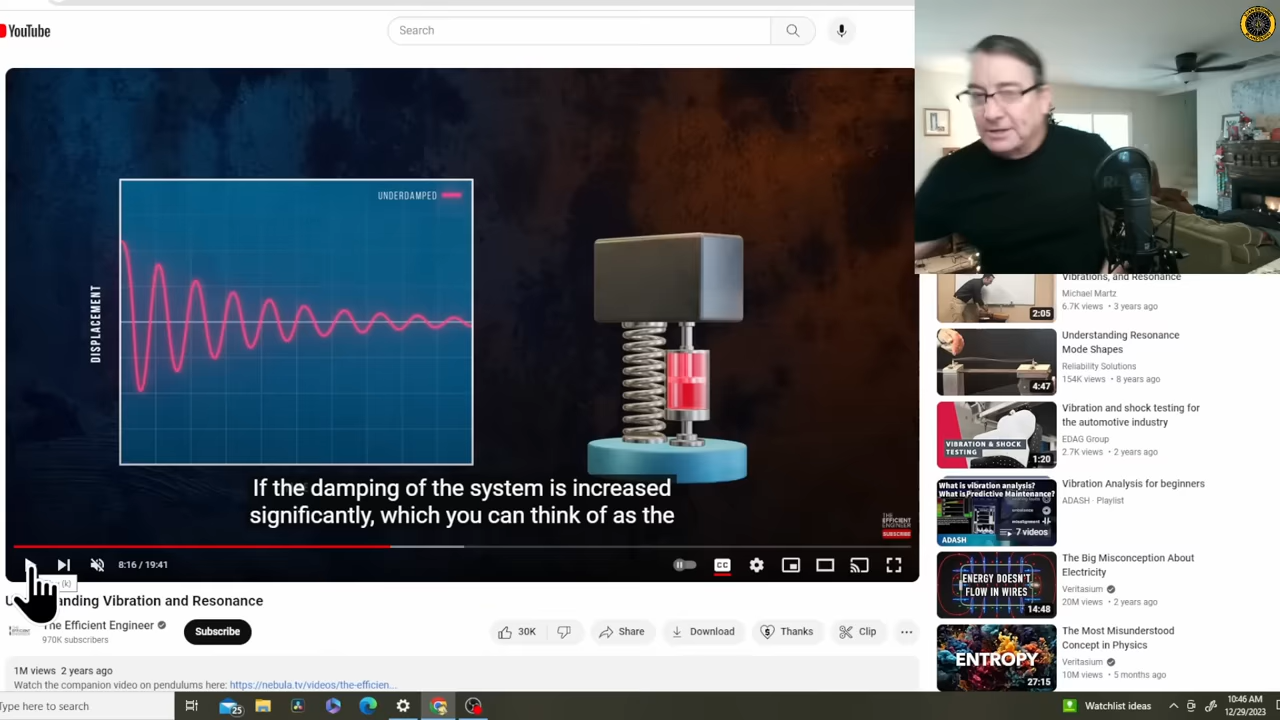 YouTube
Search
UNDERDAMPED
DISPLACEMENT
If the damping of the system is increased
significantly, which you can think of as the
THE
EFFICIENT
ENGINEER
SUBSCRIBE
CC
8:16 / 19:41
(k)
Understanding Vibration and Resonance
The Efficient Engineer
970K subscribers
Subscribe
30K
Share
Download
Thanks
Clip
1M views 2 years ago
Watch the companion video on pendulums here: https://nebula.tv/videos/the-efficien...
Vibrations, and Resonance
Michael Martz
6.7K views • 3 years ago
2:05
Understanding Resonance
Mode Shapes
Reliability Solutions
154K views • 8 years ago
4:47
Vibration and shock testing for
the automotive industry
EDAG Group
2.7K views • 2 years ago
VIBRATION & SHOCK
TESTING
1:20
Vibration Analysis for beginners
ADASH · Playlist
What is vibration analysis?
What is Predictive Maintenance?
misalignment
7 videos
ADASH
The Big Misconception About
Electricity
Veritasium
20M views • 2 years ago
ENERGY DOESN'T
FLOW IN WIRES
14:48
The Most Misunderstood
Concept in Physics
Veritasium
10M views • 5 months ago
ENTROPY
27:15
Type here to search
25
Watchlist ideas
10:46 AM
12/29/2023